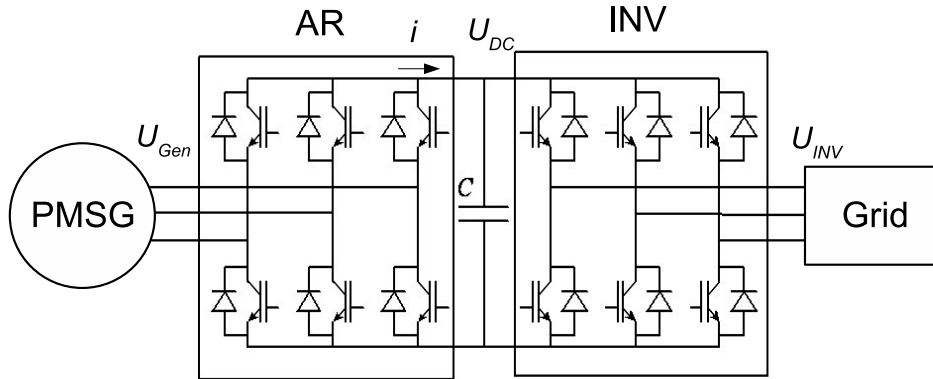 AR
i
U_DC
INV
U_Gen
U_INV
PMSG
C
Grid